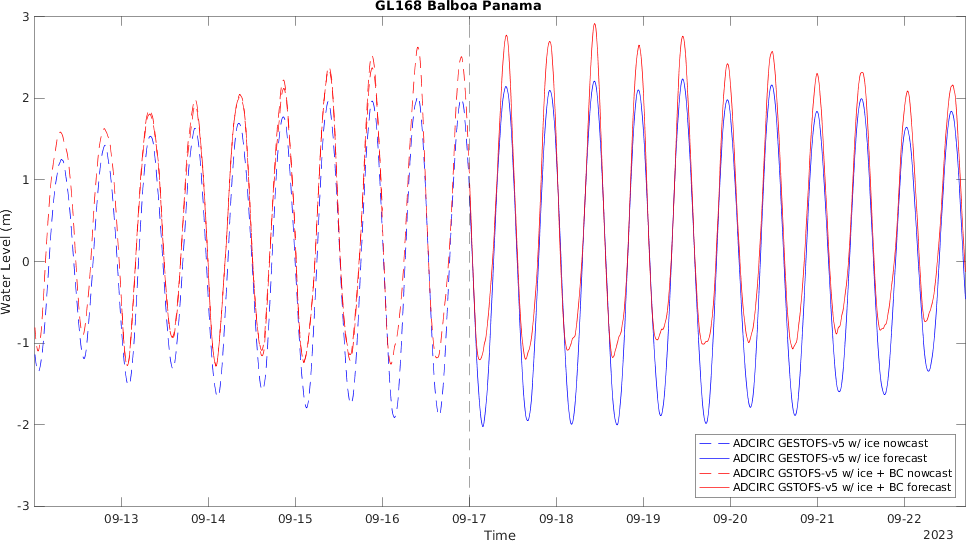 GL168 Balboa Panama
3
2
1
0
-1
-2
-3
Water Level (m)
ADCIRC GESTOFS-v5 w/ ice nowcast
ADCIRC GESTOFS-v5 w/ ice forecast
ADCIRC GSTOFS-v5 w/ ice + BC nowcast
ADCIRC GSTOFS-v5 w/ ice + BC forecast
09-13 09-14 09-15 09-16 09-17 09-18 09-19 09-20 09-21 09-22
Time
2023